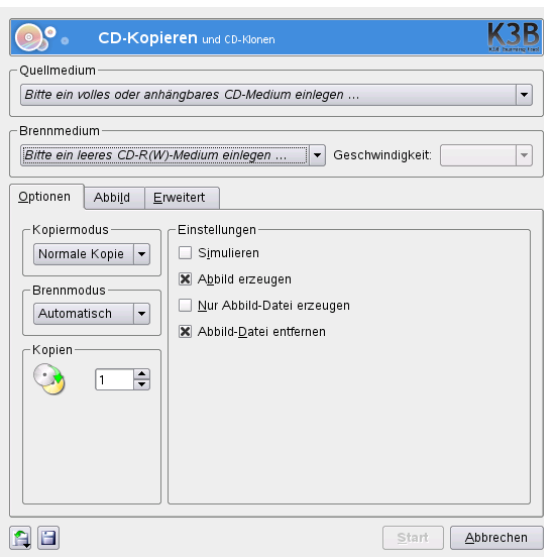 CD-Kopieren und CD-Klonen
K3B
Quellmedium
Bitte ein volles oder anhängbares CD-Medium einlegen ...
Brennmedium
Bitte ein leeres CD-R(W)-Medium einlegen ... Geschwindigkeit:
Optionen Abbild Erweitert
Kopiermodus
Normale Kopie
Brennmodus
Automatisch
Kopien
1
Einstellungen
Simulieren
Abbild erzeugen
Nur Abbild-Datei erzeugen
Abbild-Datei entfernen
Start Abbrechen